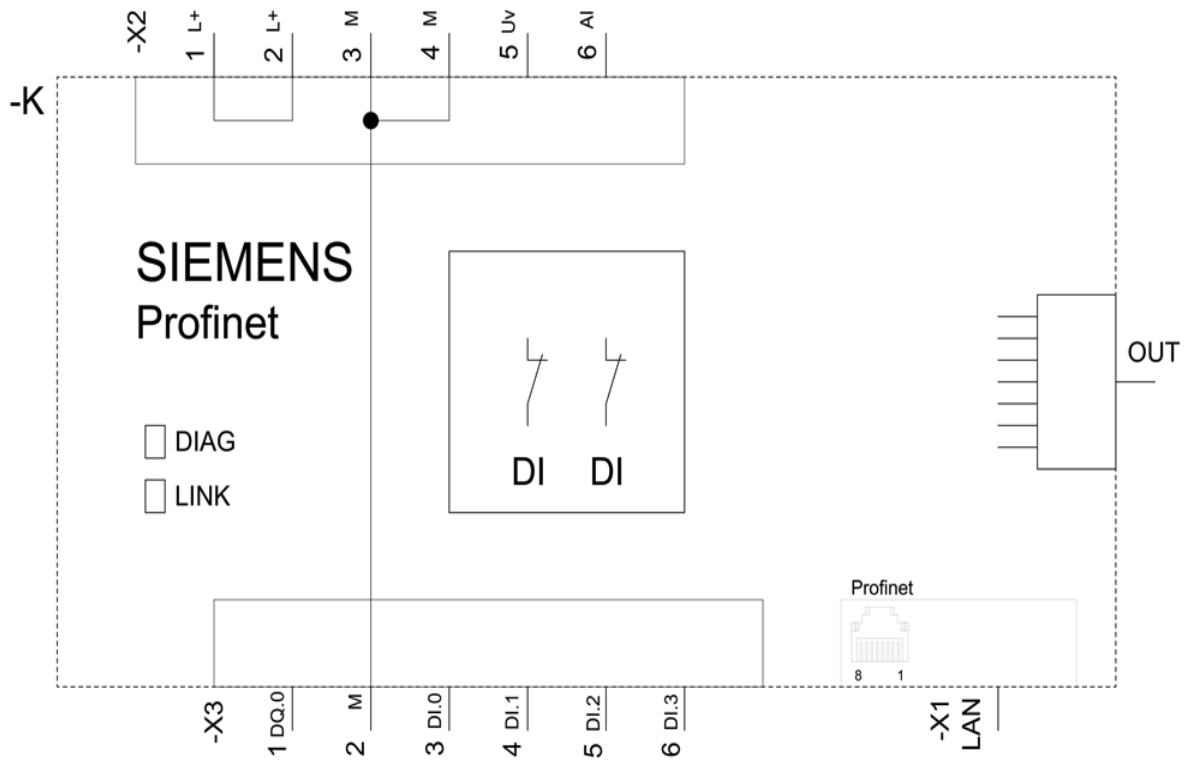 -X2
1 L+
2 L+
3 M
4 M
5 Uv
6 AI
-K
SIEMENS
Profinet
DIAG
LINK
DI DI
OUT
Profinet
8 1
-X3
1 DQ.0
2 M
3 DI.0
4 DI.1
5 DI.2
6 DI.3
-X1
LAN